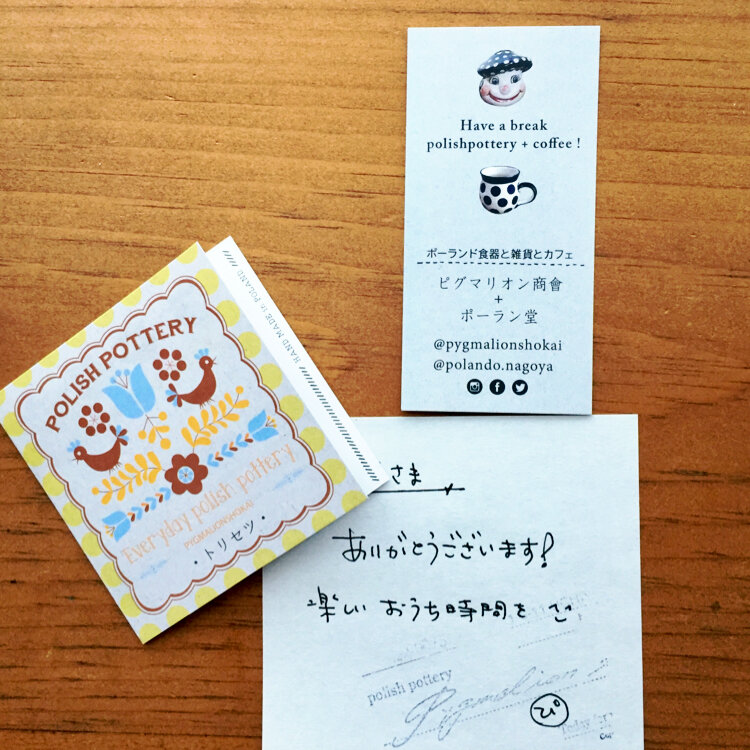 Have a break
polishpottery + coffee !
ポーランド食器と雑貨とカフェ
ピグマリオン商會
+
ポーラン堂
@pygmalionshokai
@polando.nagoya
HAND MADE in POLAND
POLISH POTTERY
Everyday polish pottery
PYGMALIONSHOKAI
・トリセツ・
さま
ありがとうございます!
楽しい おうち時間を
polish pottery
Pygmalion
ぴ